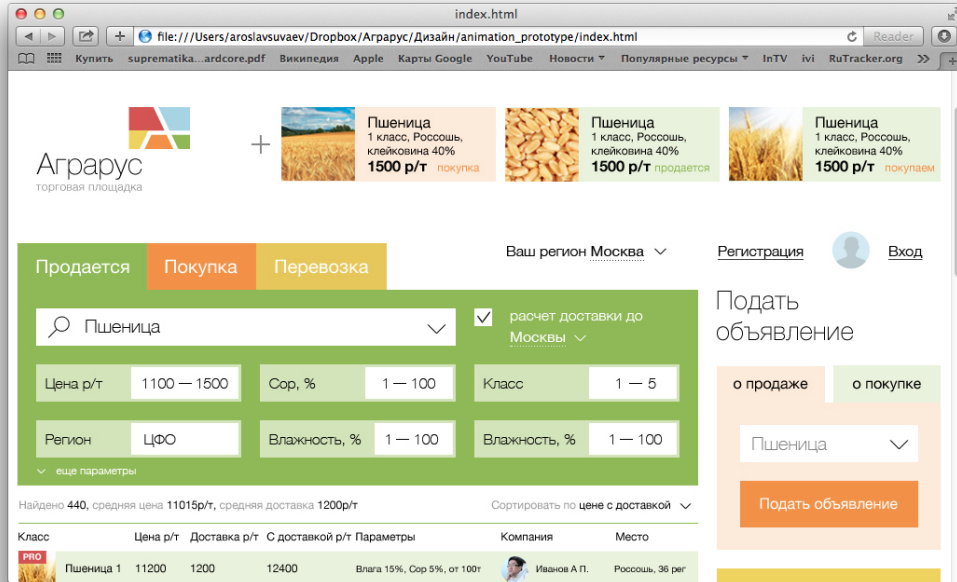 index.html
file:///Users/aroslavsuvaev/Dropbox/Аграрус/Дизайн/animation_prototype/index.html
Reader
Купить suprematika...ardcore.pdf Википедия Apple Карты Google YouTube Новости Популярные ресурсы InTV ivi RuTracker.org
Аграрус
торговая площадка
Пшеница
1 класс, Россошь,
клейковина 40%
1500 р/т покупка
Пшеница
1 класс, Россошь,
клейковина 40%
1500 р/т продается
Пшеница
1 класс, Россошь,
клейковина 40%
1500 р/т покупаем
Ваш регион Москва
Регистрация
Вход
Продается Покупка Перевозка
Пшеница
расчет доставки до
Москвы
Цена р/т 1100 — 1500 Сор, % 1 — 100 Класс 1 — 5
Регион ЦФО Влажность, % 1 — 100 Влажность, % 1 — 100
еще параметры
Подать
объявление
о продаже о покупке
Пшеница
Подать объявление
Найдено 440, средняя цена 11015р/т, средняя доставка 1200р/т Сортировать по цене с доставкой
Класс Цена р/т Доставка р/т С доставкой р/т Параметры Компания Место
PRO
Пшеница 1 11200 1200 12400 Влага 15%, Сор 5%, от 100т Иванов А П. Россошь, 36 рег